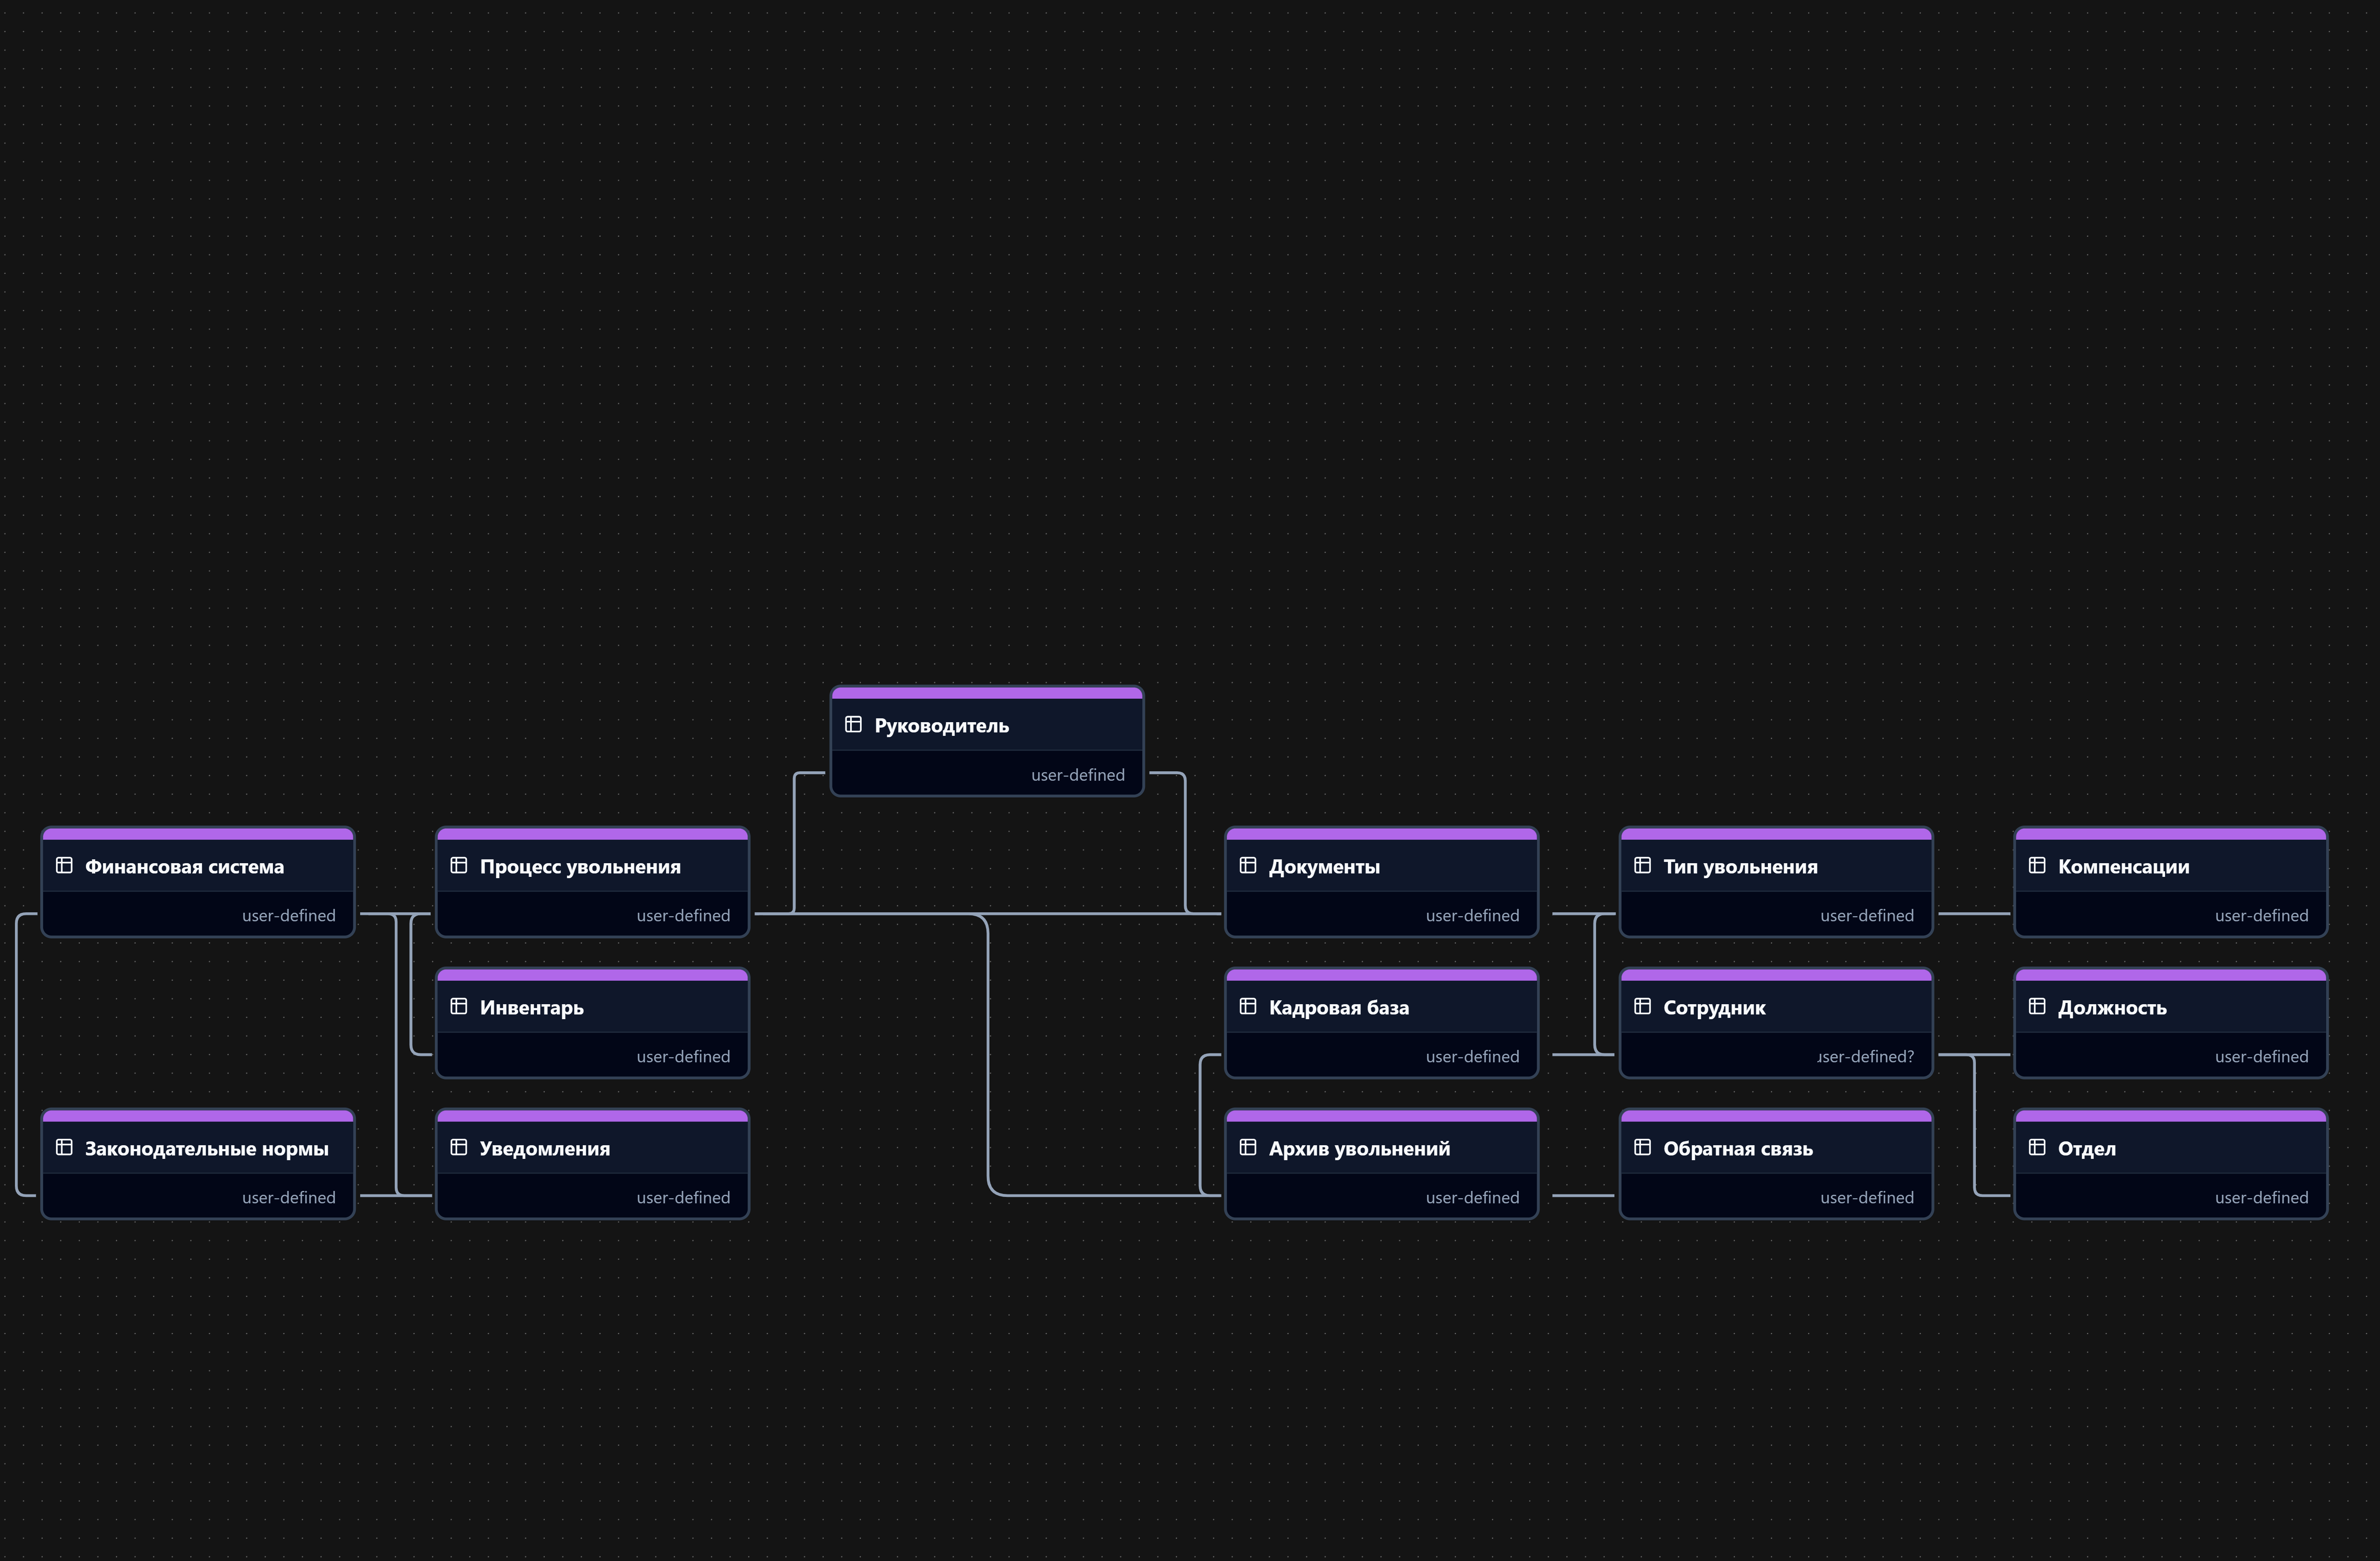 Руководитель
user-defined
Финансовая система
user-defined
Процесс увольнения
user-defined
Документы
user-defined
Тип увольнения
user-defined
Компенсации
user-defined
Инвентарь
user-defined
Кадровая база
user-defined
Сотрудник
user-defined?
Должность
user-defined
Законодательные нормы
user-defined
Уведомления
user-defined
Архив увольнений
user-defined
Обратная связь
user-defined
Отдел
user-defined